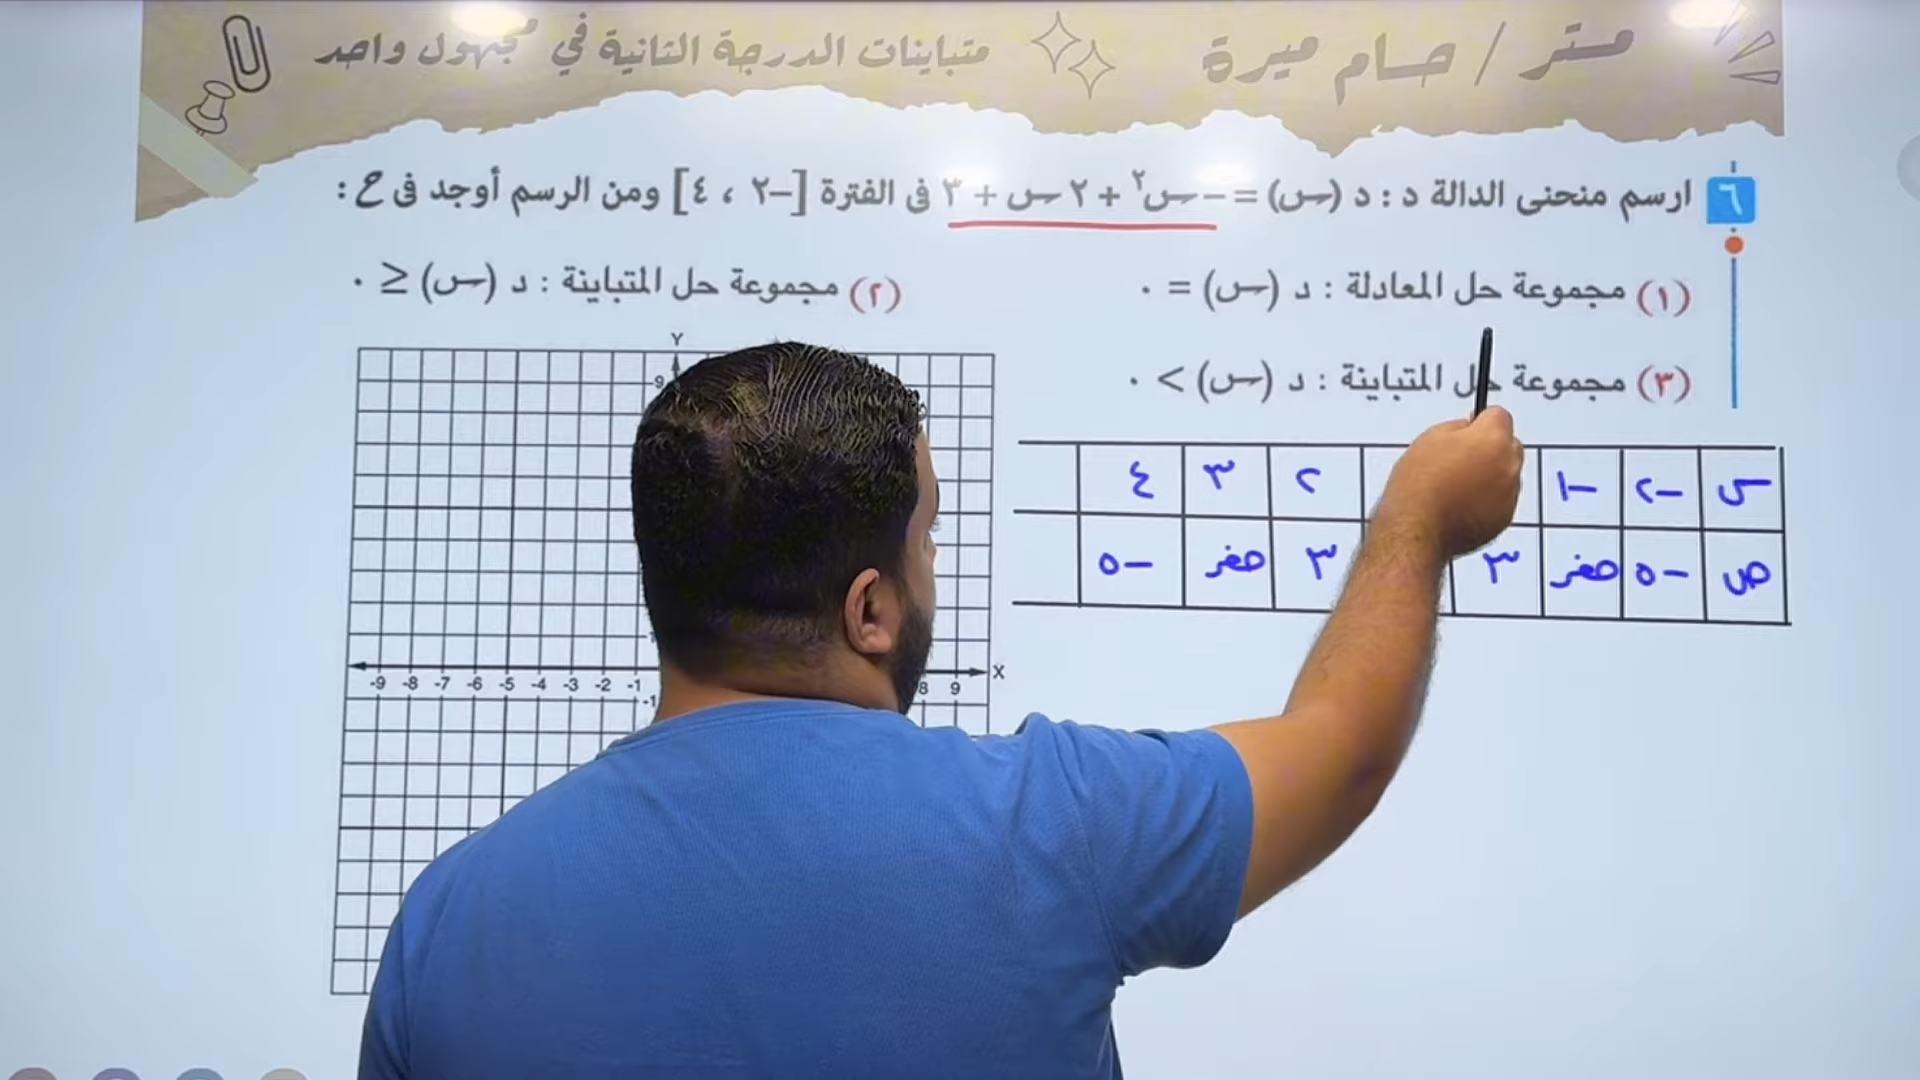 مستر / حسام ميرة
متباينات الدرجة الثانية في مجهول واحد
٦ ارسم منحنى الدالة د : د (س) = −س٢ + ٢ س + ٣ فى الفترة [−٢ ، ٤] ومن الرسم أوجد فى ح :
(١) مجموعة حل المعادلة : د (س) = ٠
(٢) مجموعة حل المتباينة : د (س) ≥ ٠
(٣) مجموعة حل المتباينة : د (س) < ٠
س −٢ −١ ٢ ٣ ٤
ص −٥ صفر ٣ ٣ صفر −٥
Y
9
-9 -8 -7 -6 -5 -4 -3 -2 -1 8 9 X
-1